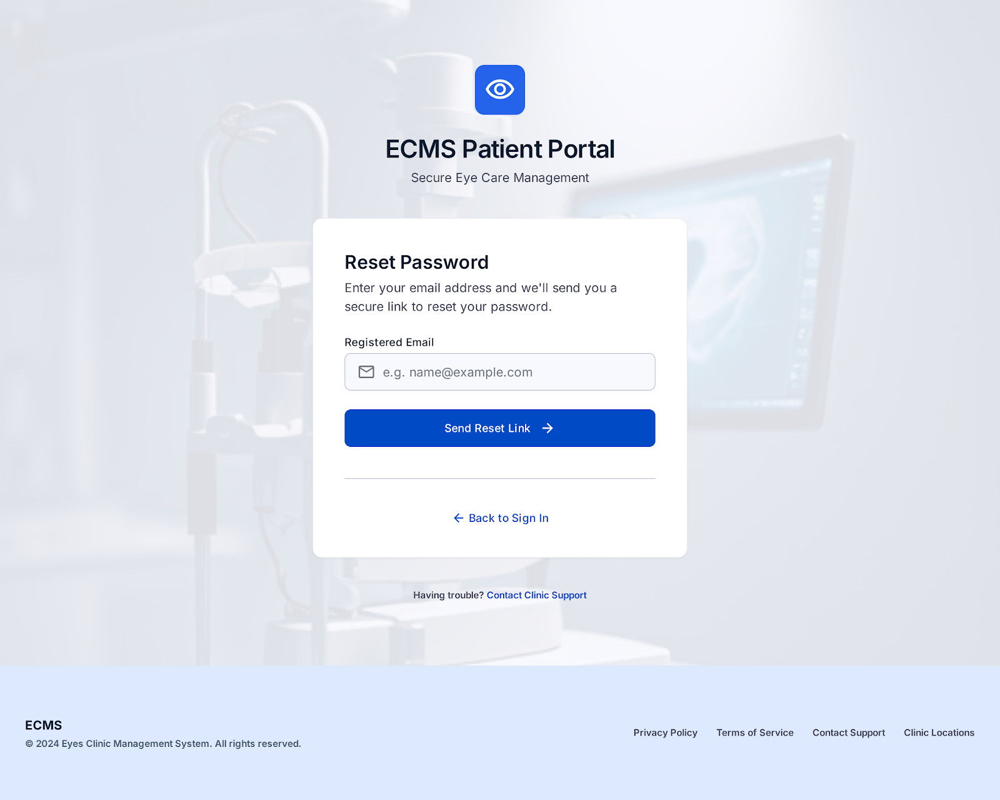 ECMS Patient Portal
Secure Eye Care Management
Reset Password
Enter your email address and we'll send you a
secure link to reset your password.
Registered Email
e.g. name@example.com
Send Reset Link
Back to Sign In
Having trouble? Contact Clinic Support
ECMS
© 2024 Eyes Clinic Management System. All rights reserved.
Privacy Policy
Terms of Service
Contact Support
Clinic Locations